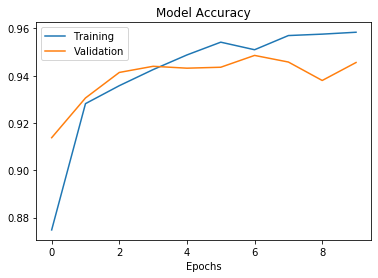 Model Accuracy
Training
Validation
0.96
0.94
0.92
0.90
0.88
0 2 4 6 8
Epochs